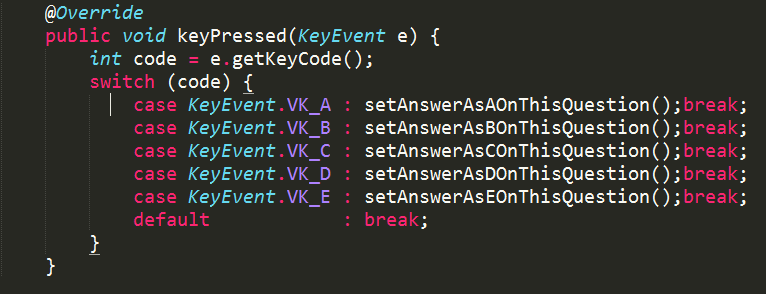 @Override
public void keyPressed(KeyEvent e) {
int code = e.getKeyCode();
switch (code) {
case KeyEvent.VK_A : setAnswerAsAOnThisQuestion();break;
case KeyEvent.VK_B : setAnswerAsBOnThisQuestion();break;
case KeyEvent.VK_C : setAnswerAsCOnThisQuestion();break;
case KeyEvent.VK_D : setAnswerAsDOnThisQuestion();break;
case KeyEvent.VK_E : setAnswerAsEOnThisQuestion();break;
default : break;
}
}